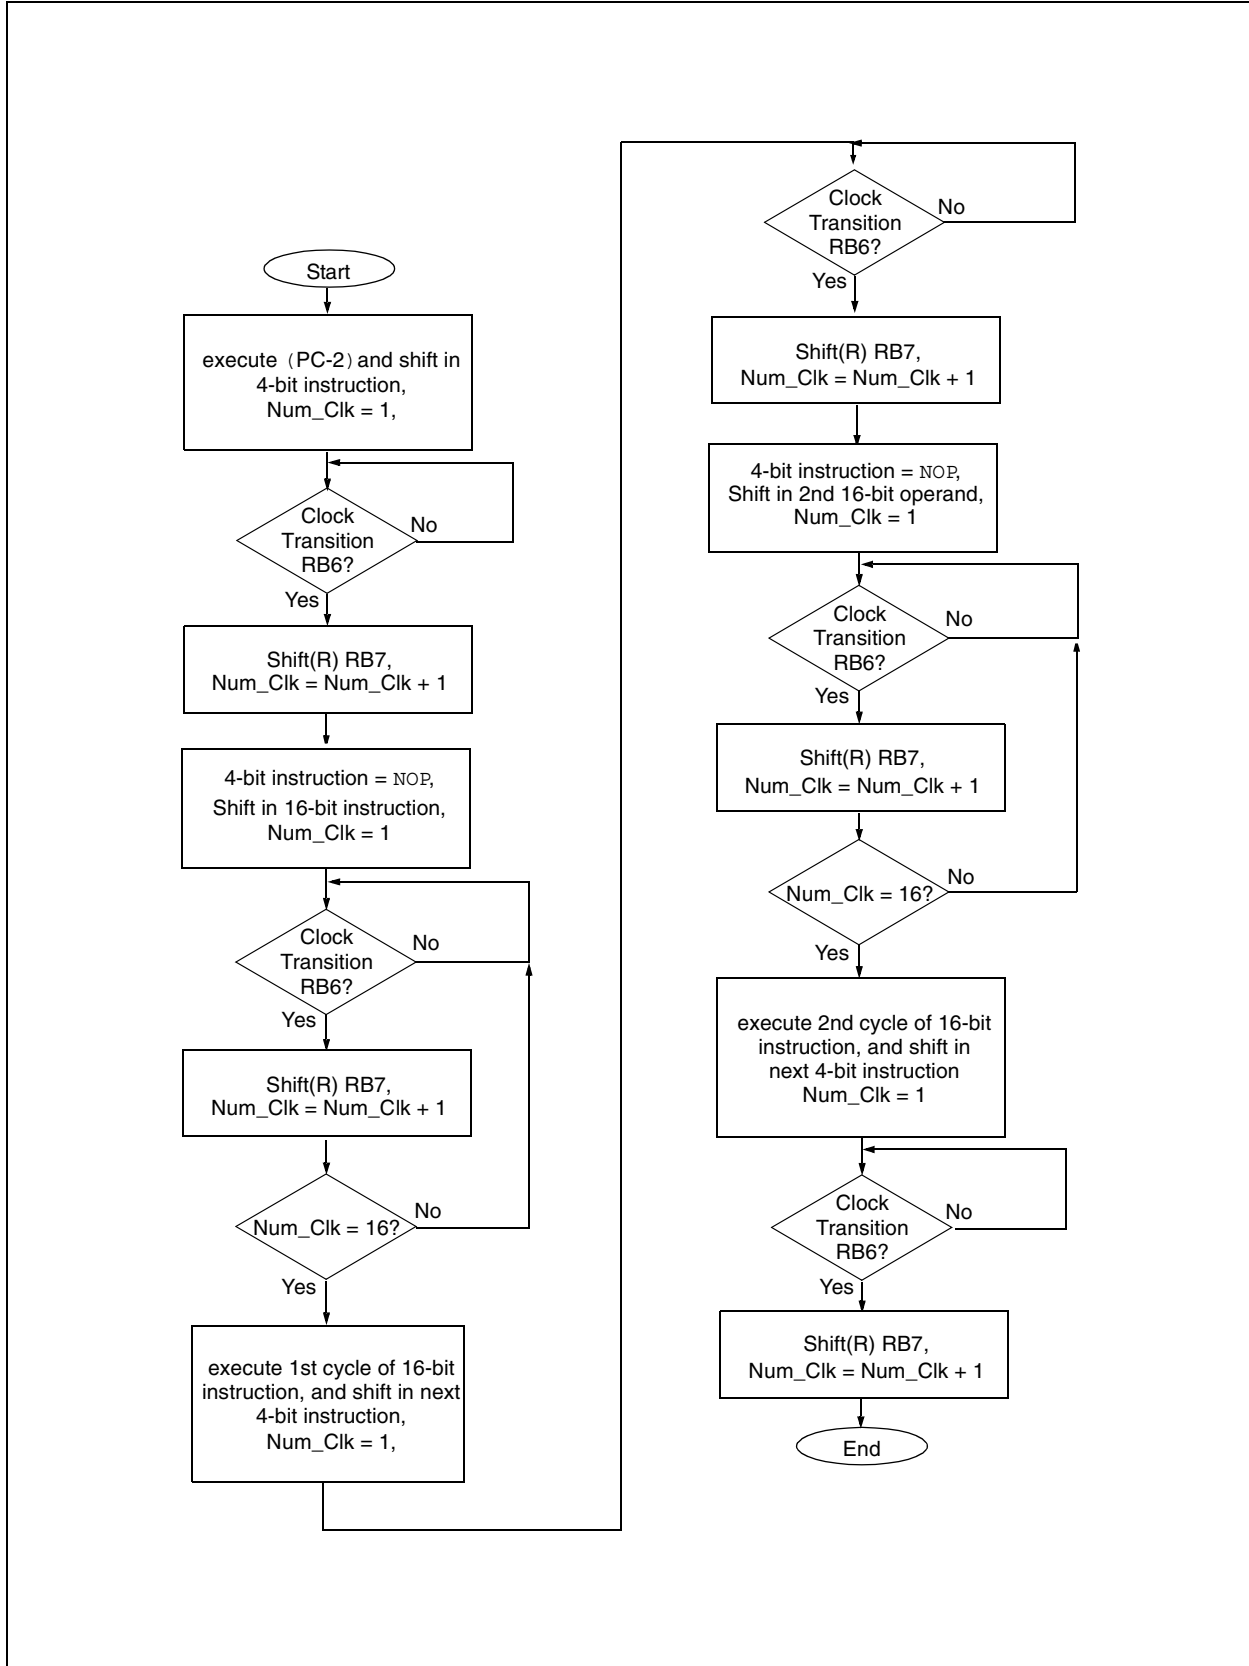 Start
execute (PC-2) and shift in
4-bit instruction,
Num_Clk = 1,
Clock
Transition
RB6?
No
Yes
Shift(R) RB7,
Num_Clk = Num_Clk + 1
4-bit instruction = NOP,
Shift in 16-bit instruction,
Num_Clk = 1
Clock
Transition
RB6?
No
Yes
Shift(R) RB7,
Num_Clk = Num_Clk + 1
Num_Clk = 16?
No
Yes
execute 1st cycle of 16-bit
instruction, and shift in next
4-bit instruction,
Num_Clk = 1,
Clock
Transition
RB6?
No
Yes
Shift(R) RB7,
Num_Clk = Num_Clk + 1
4-bit instruction = NOP,
Shift in 2nd 16-bit operand,
Num_Clk = 1
Clock
Transition
RB6?
No
Yes
Shift(R) RB7,
Num_Clk = Num_Clk + 1
Num_Clk = 16?
No
Yes
execute 2nd cycle of 16-bit
instruction, and shift in
next 4-bit instruction
Num_Clk = 1
Clock
Transition
RB6?
No
Yes
Shift(R) RB7,
Num_Clk = Num_Clk + 1
End